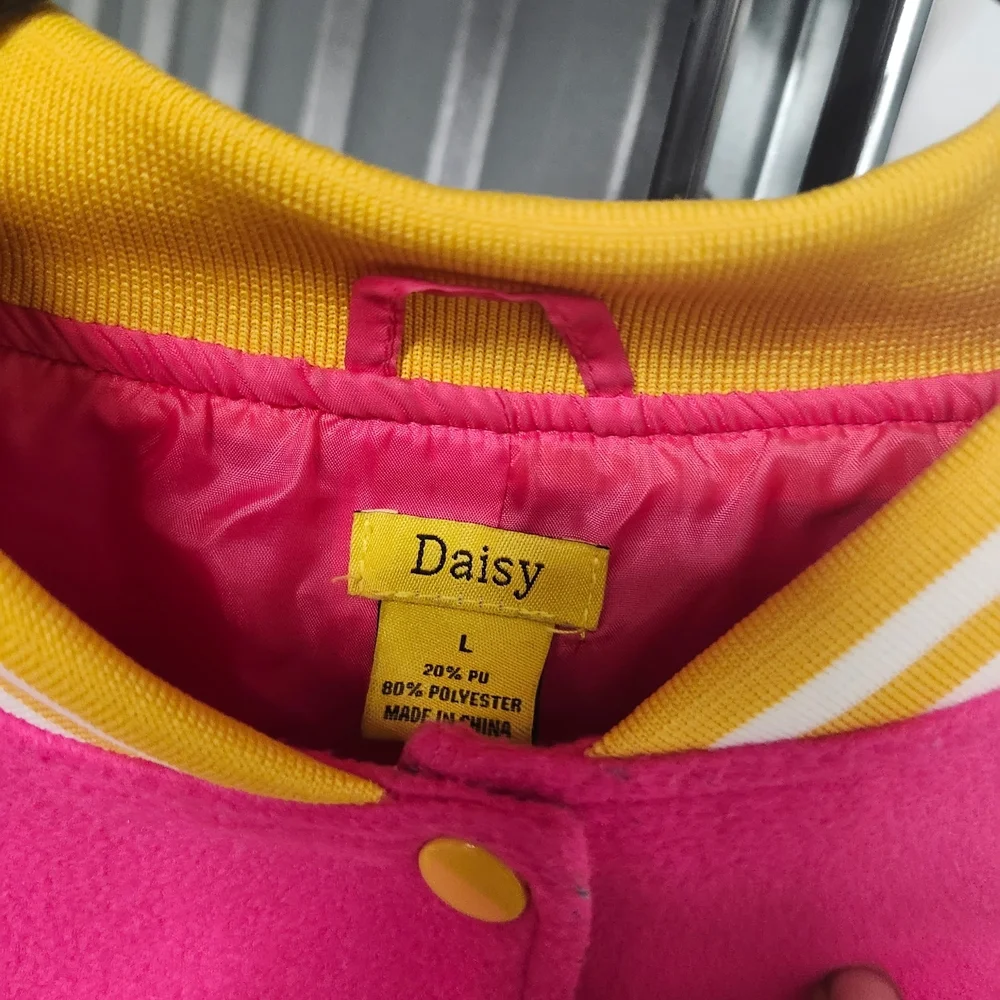 Daisy
L
20% PU
80% POLYESTER
MADE IN CHINA